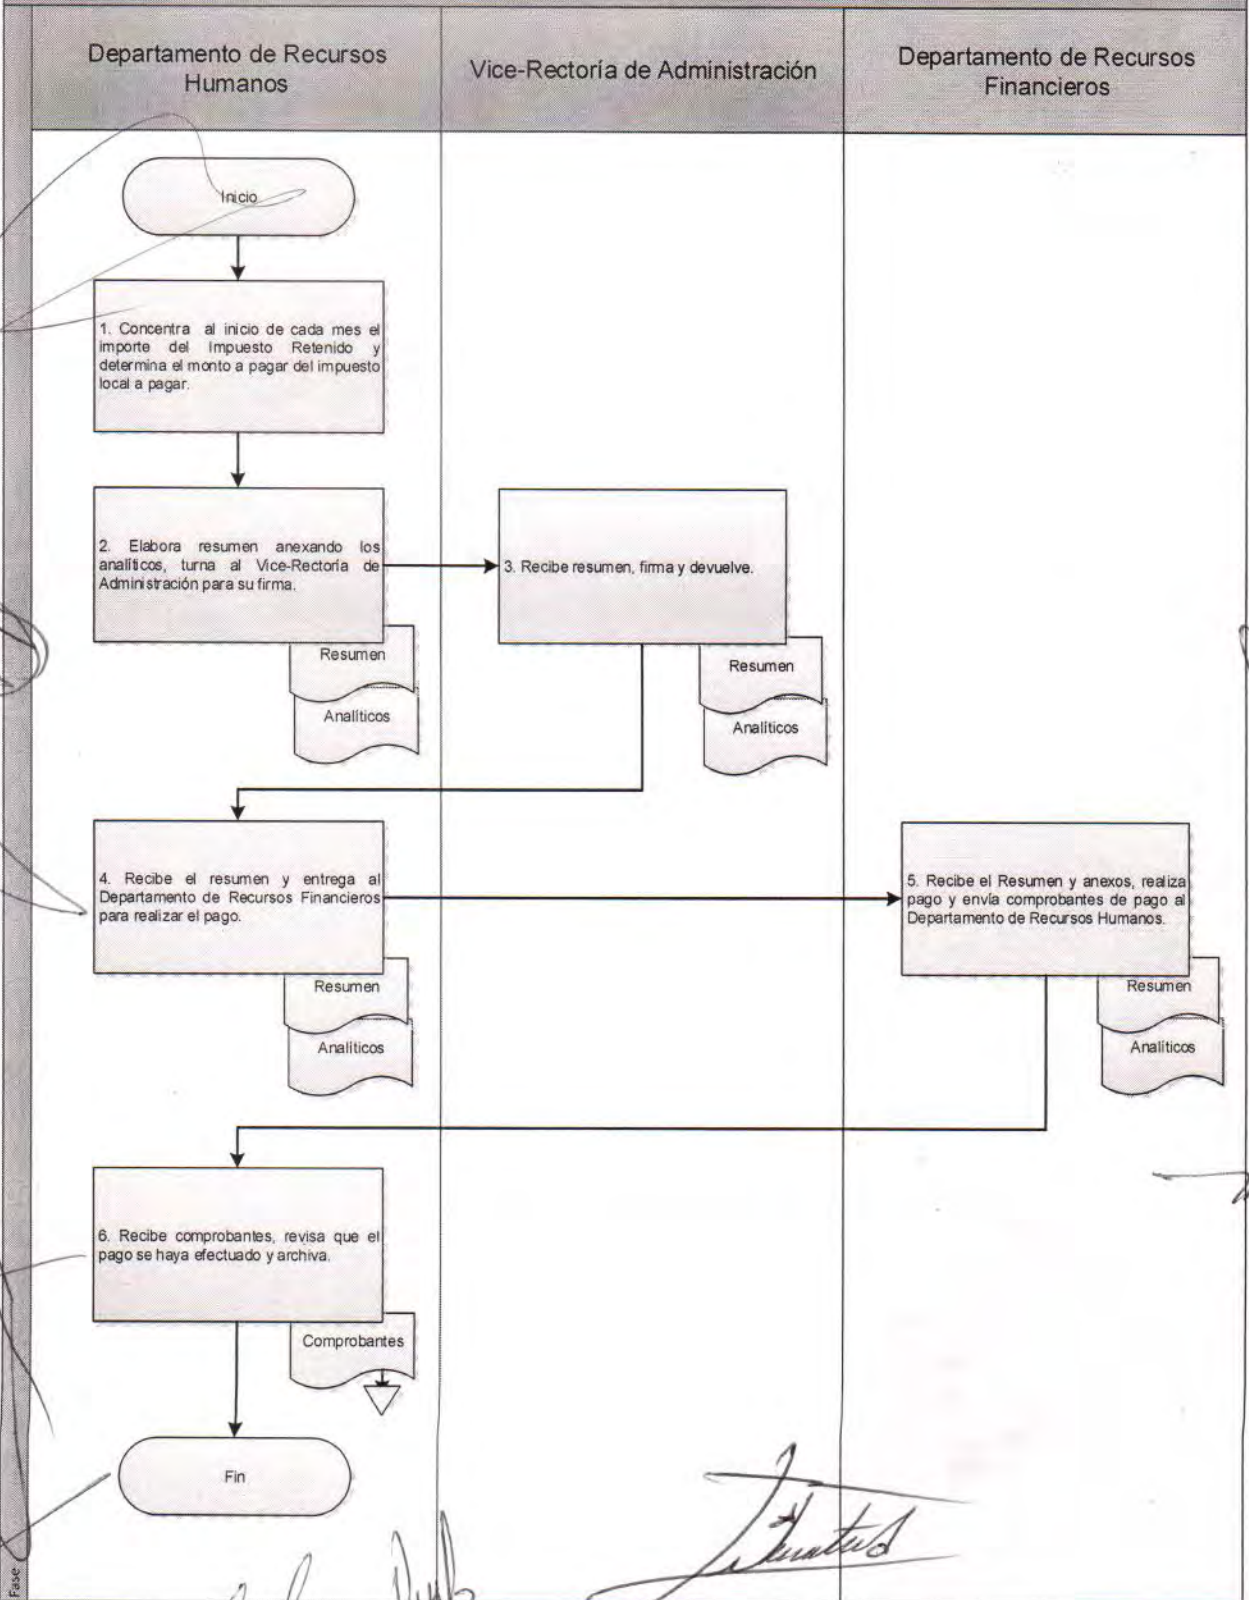 Departamento de Recursos
Humanos
Vice-Rectoría de Administración
Departamento de Recursos
Financieros
Inicio
1. Concentra al inicio de cada mes el
importe del Impuesto Retenido y
determina el monto a pagar del impuesto
local a pagar.
2. Elabora resumen anexando los
analíticos, turna al Vice-Rectoría de
Administración para su firma.
Resumen
Analíticos
3. Recibe resumen, firma y devuelve.
Resumen
Analíticos
4. Recibe el resumen y entrega al
Departamento de Recursos Financieros
para realizar el pago.
Resumen
Analíticos
5. Recibe el Resumen y anexos, realiza
pago y envía comprobantes de pago al
Departamento de Recursos Humanos.
Resumen
Analíticos
6. Recibe comprobantes, revisa que el
pago se haya efectuado y archiva.
Comprobantes
Fin
Fase